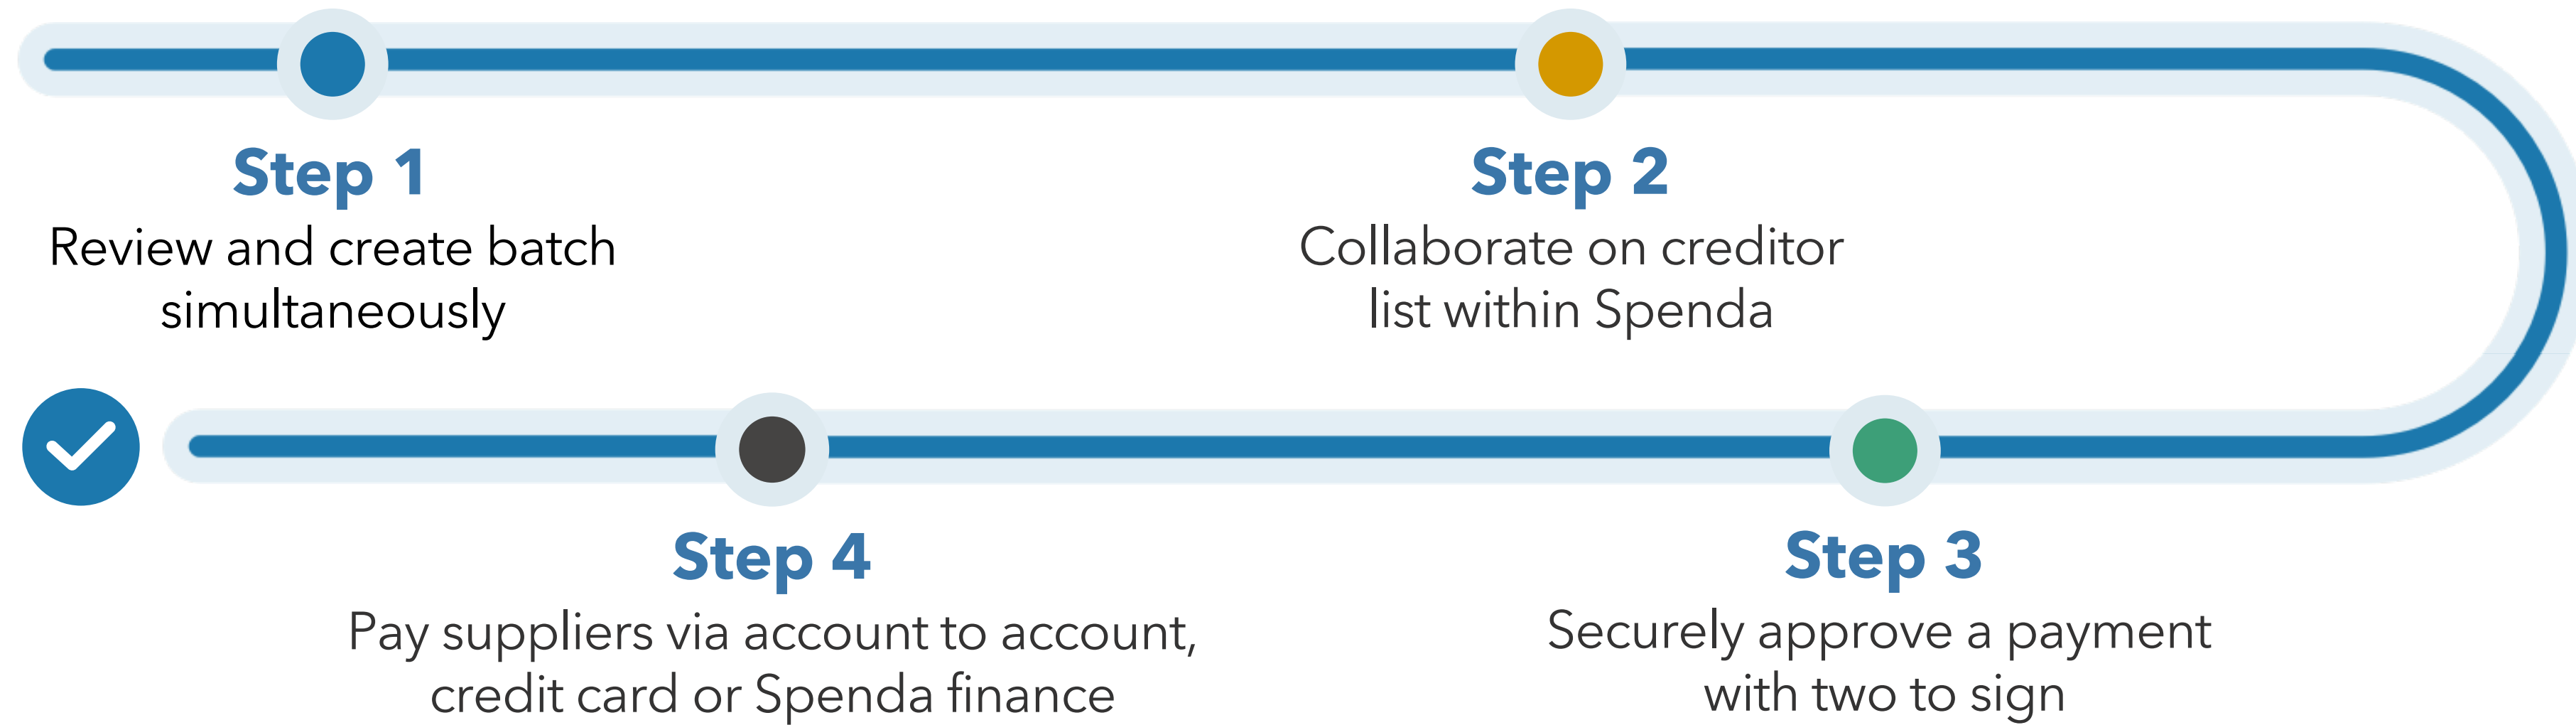 Step 1
Review and create batch
simultaneously
Step 2
Collaborate on creditor
list within Spenda
Step 3
Securely approve a payment
with two to sign
Step 4
Pay suppliers via account to account,
credit card or Spenda finance